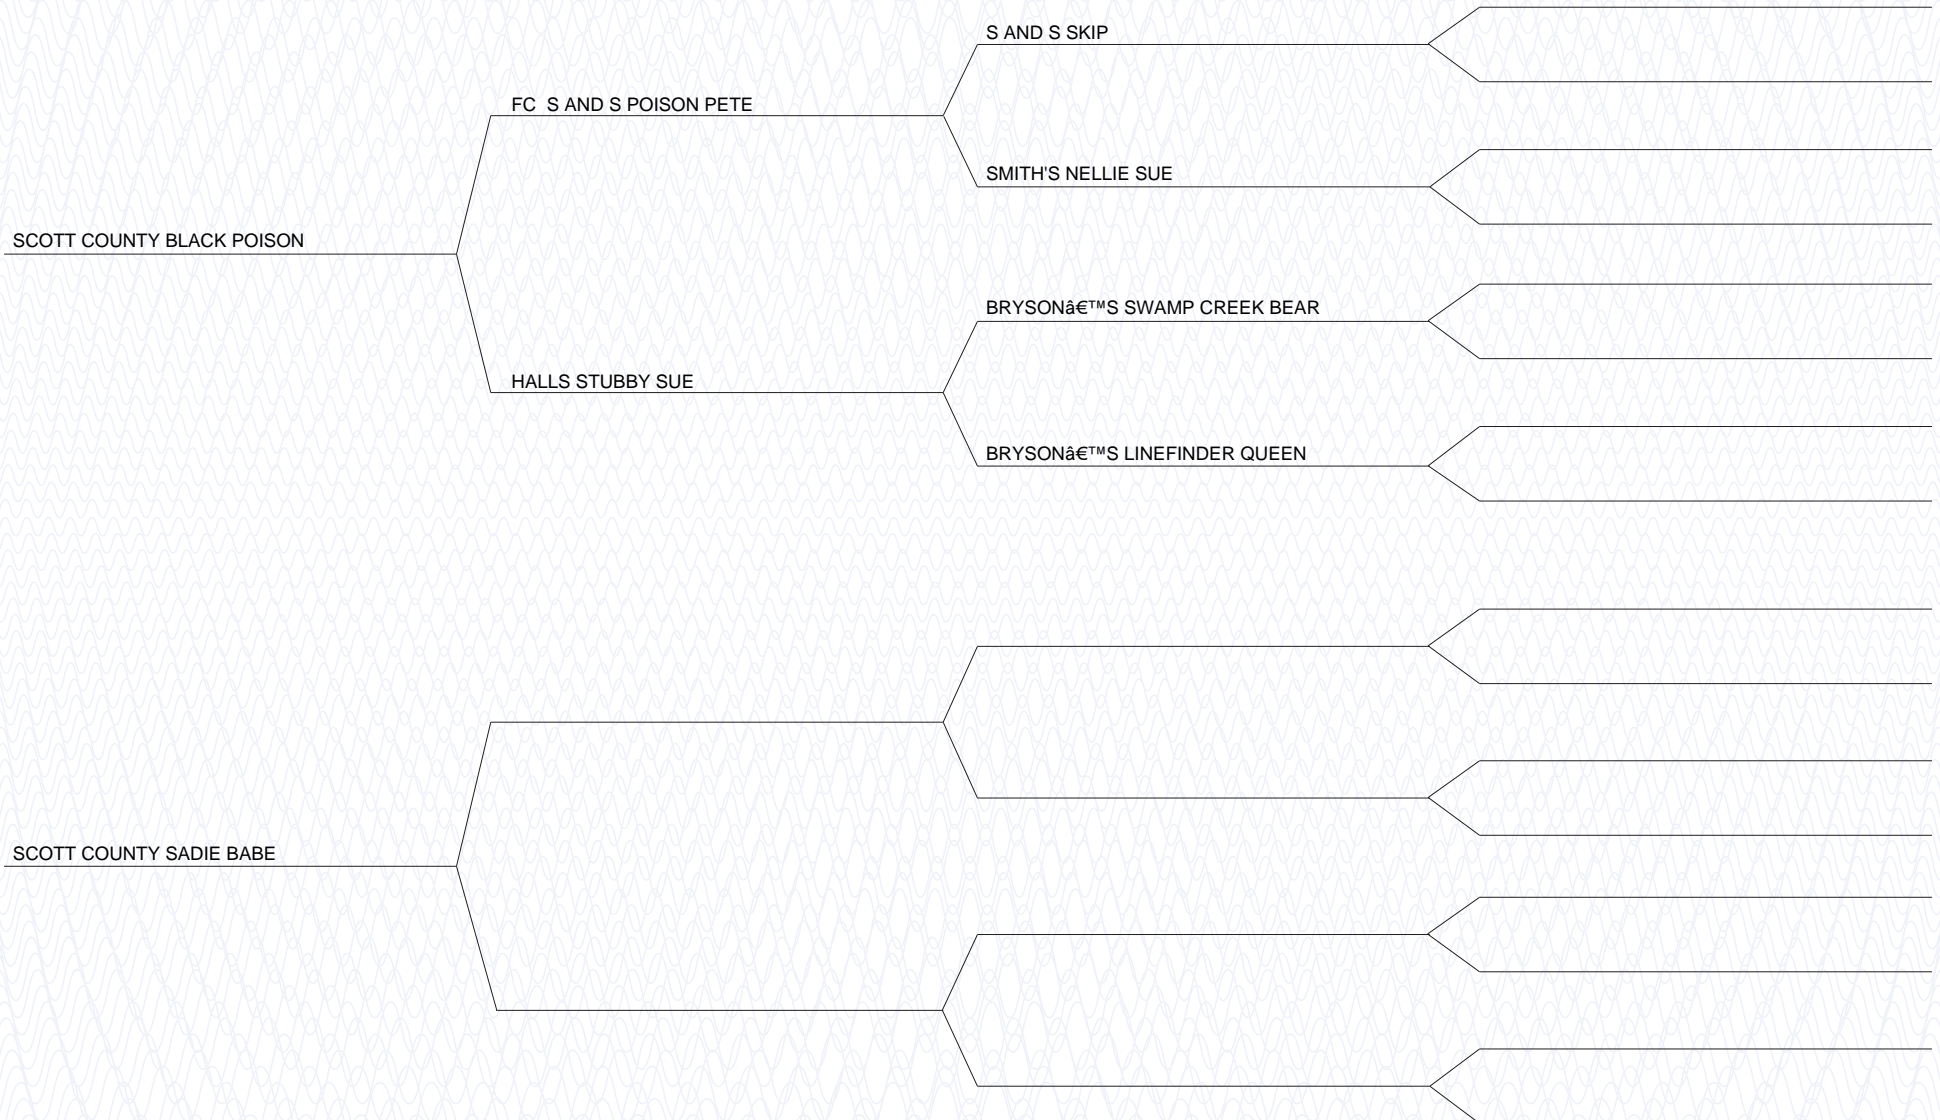 S AND S SKIP
FC  S AND S POISON PETE
SMITH'S NELLIE SUE
SCOTT COUNTY BLACK POISON
BRYSONâ€™S SWAMP CREEK BEAR
HALLS STUBBY SUE
BRYSONâ€™S LINEFINDER QUEEN
SCOTT COUNTY SADIE BABE